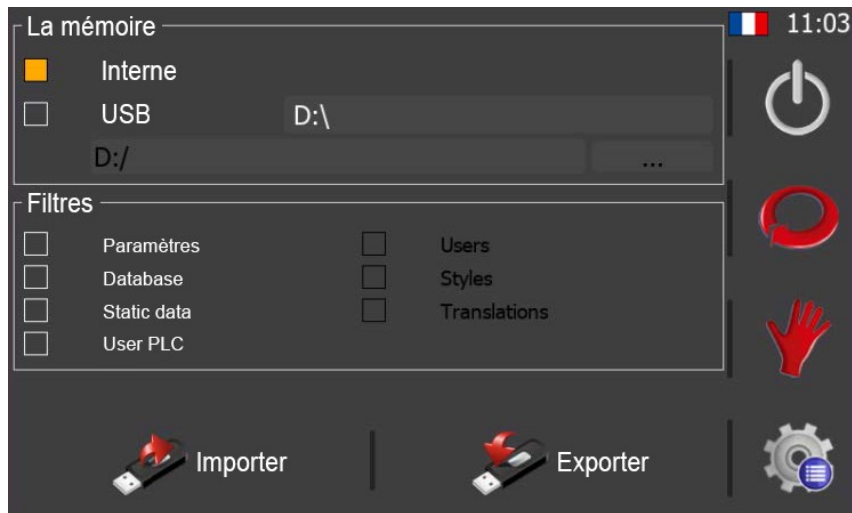 La mémoire
11:03
Interne
USB D:\
D:/ ...
Filtres
Paramètres Users
Database Styles
Static data Translations
User PLC
Importer Exporter